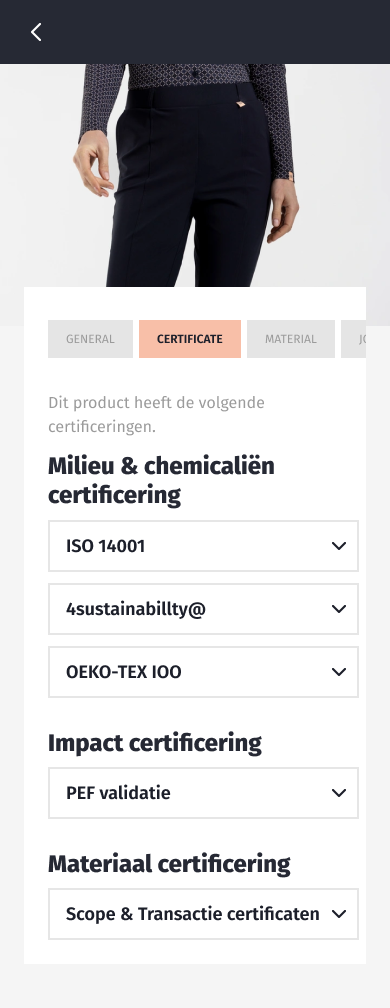 GENERAL
CERTIFICATE
MATERIAL
Dit product heeft de volgende
certificeringen.
Milieu & chemicaliën
certificering
ISO 14001
4sustainabillty@
OEKO-TEX IOO
Impact certificering
PEF validatie
Materiaal certificering
Scope & Transactie certificaten